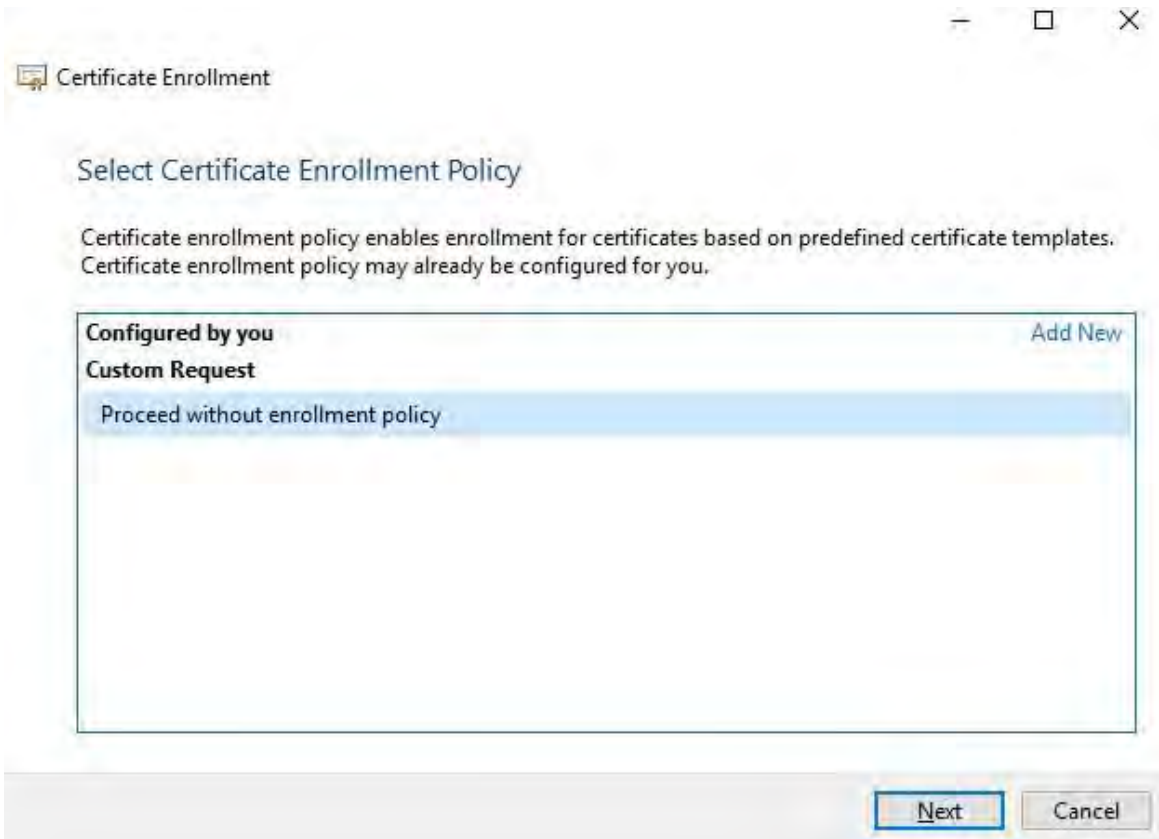 Certificate Enrollment
Select Certificate Enrollment Policy
Certificate enrollment policy enables enrollment for certificates based on predefined certificate templates.
Certificate enrollment policy may already be configured for you.
Configured by you Add New
Custom Request
Proceed without enrollment policy
Next Cancel